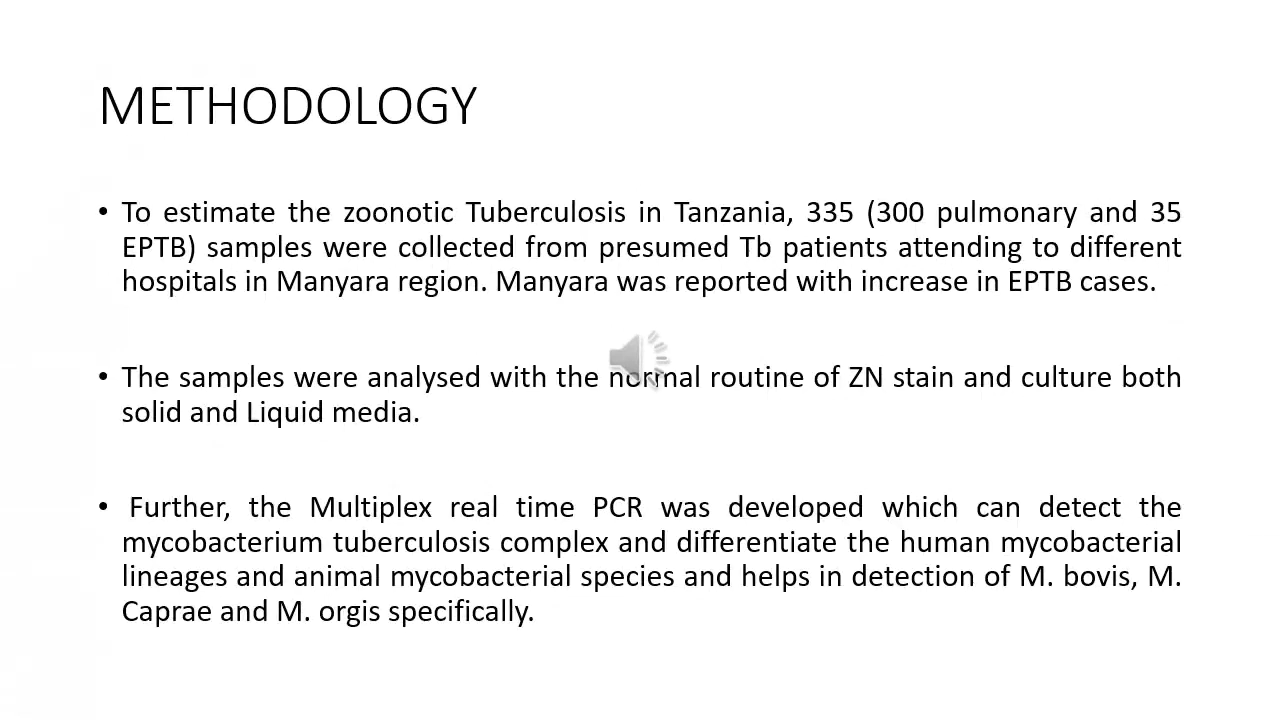 METHODOLOGY
• To estimate the zoonotic Tuberculosis in Tanzania, 335 (300 pulmonary and 35
EPTB) samples were collected from presumed Tb patients attending to different
hospitals in Manyara region. Manyara was reported with increase in EPTB cases.
• The samples were analysed with the normal routine of ZN stain and culture both
solid and Liquid media.
• Further, the Multiplex real time PCR was developed which can detect the
mycobacterium tuberculosis complex and differentiate the human mycobacterial
lineages and animal mycobacterial species and helps in detection of M. bovis, M.
Caprae and M. orgis specifically.